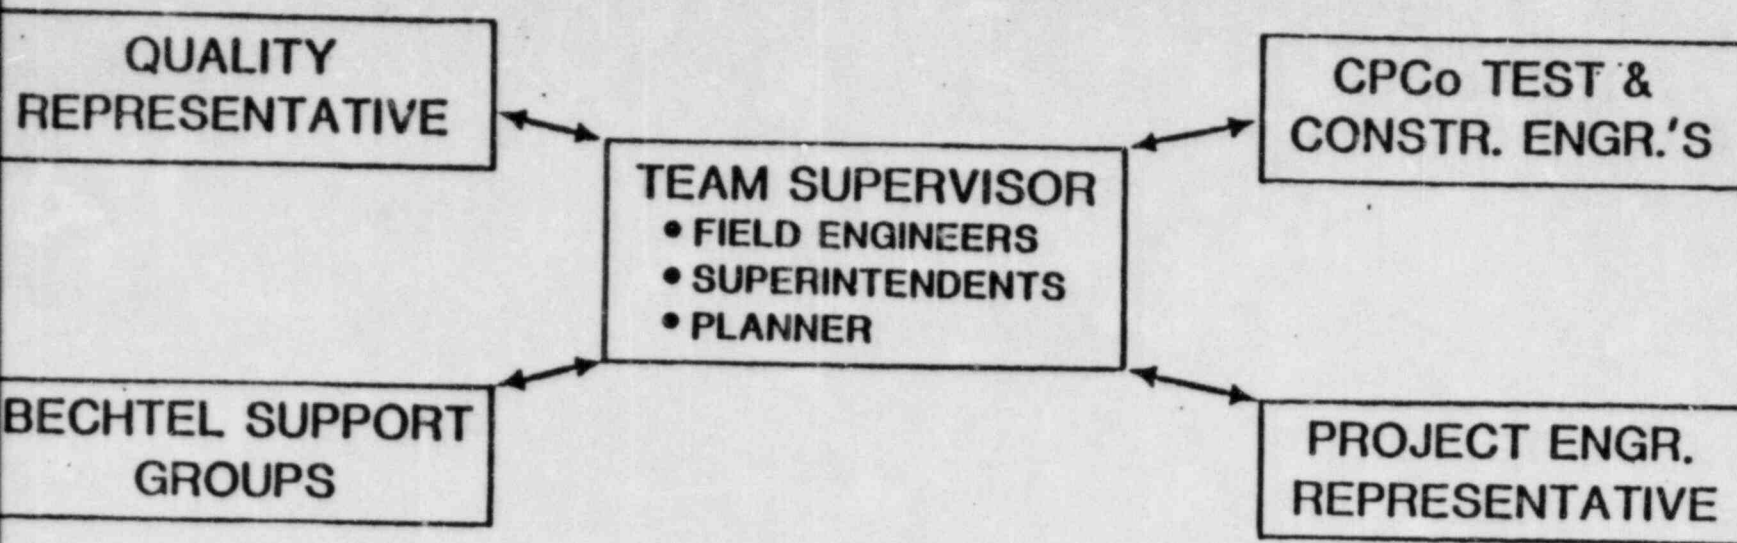 QUALITY
REPRESENTATIVE
CPCo TEST &
CONSTR. ENGR.'S
TEAM SUPERVISOR
• FIELD ENGINEERS
• SUPERINTENDENTS
• PLANNER
BECHTEL SUPPORT
GROUPS
PROJECT ENGR.
REPRESENTATIVE